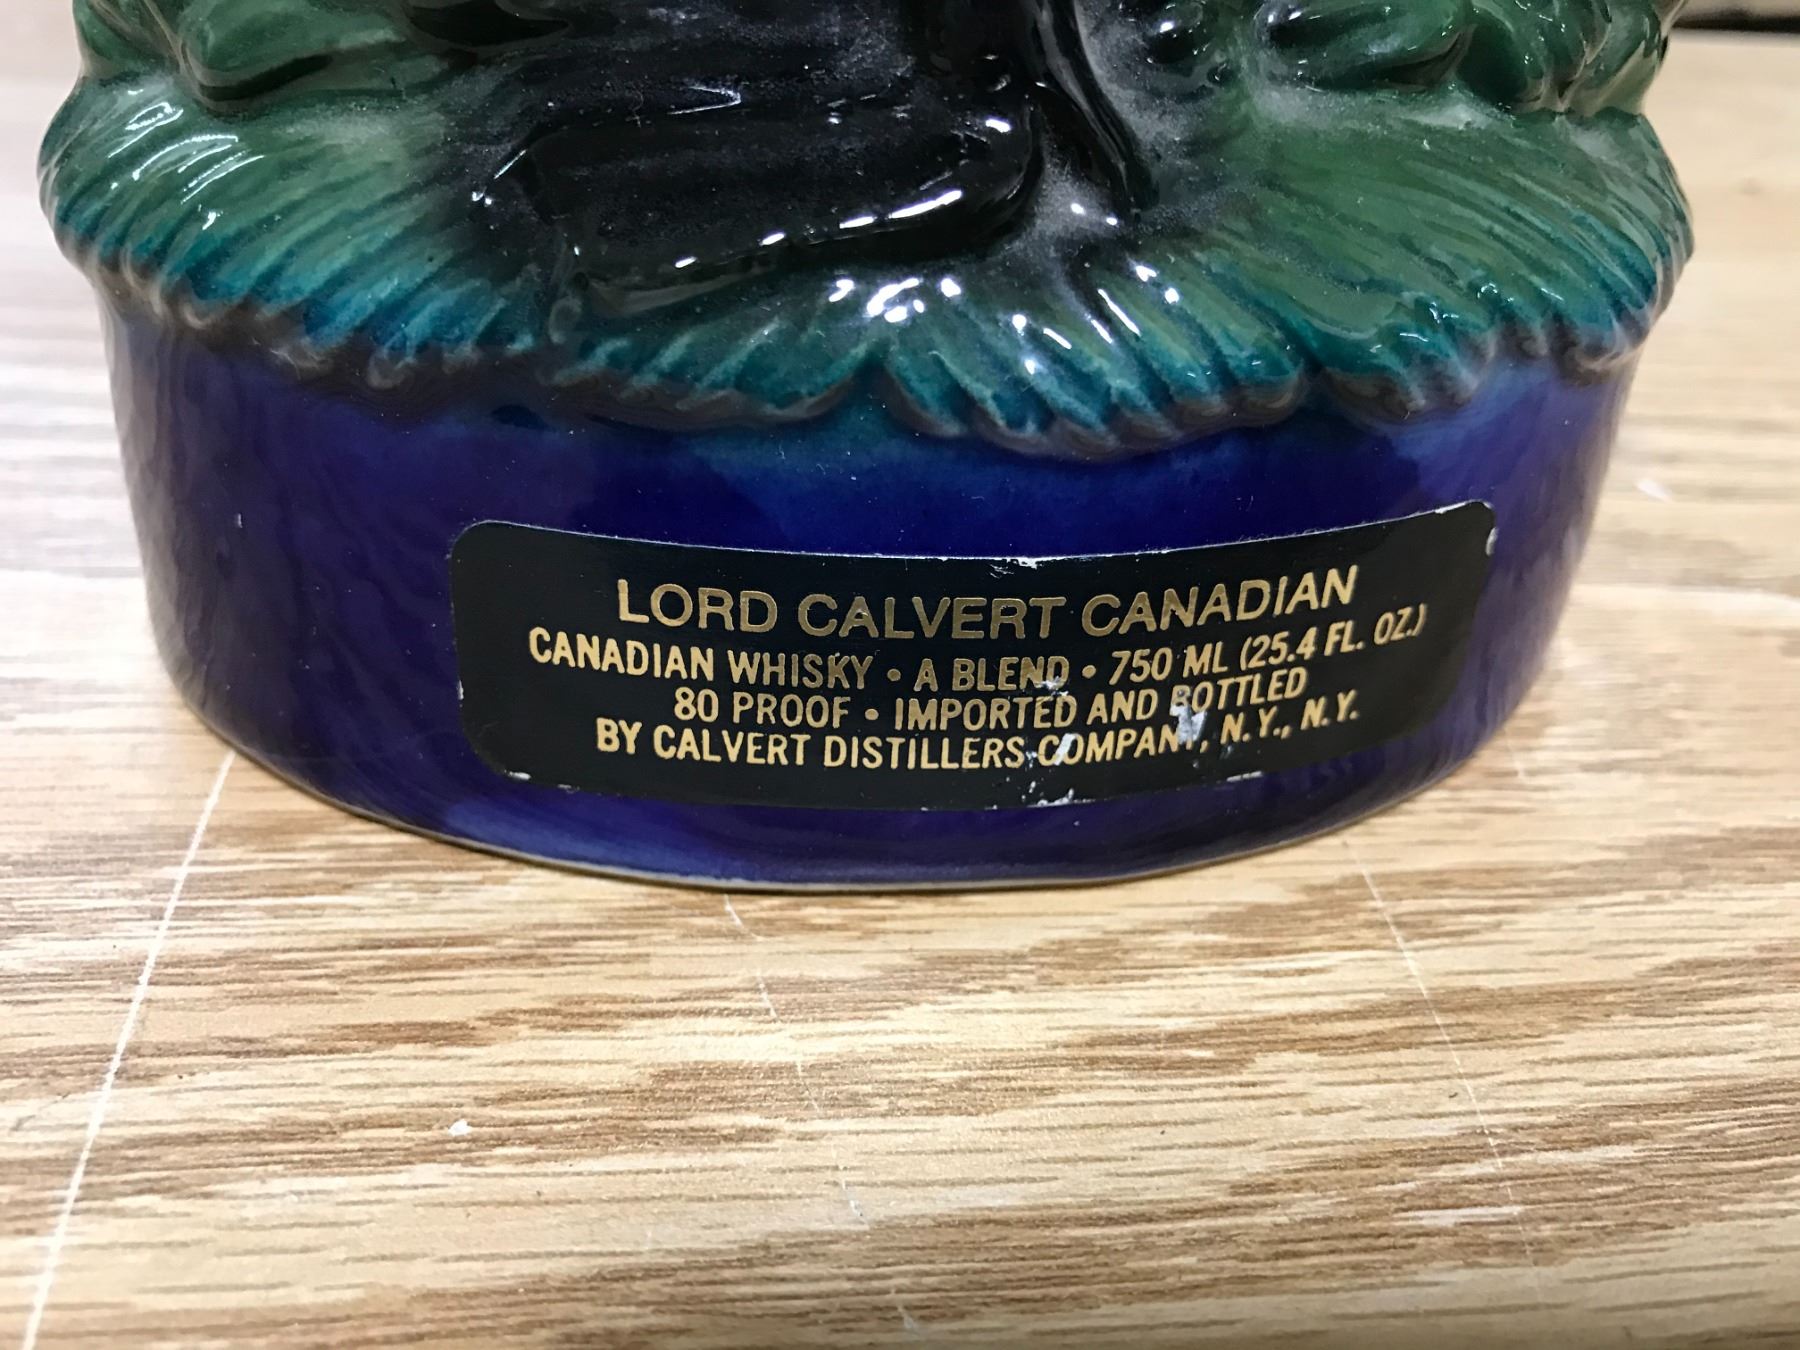 LORD CALVERT CANADIAN
CANADIAN WHISKY • A BLEND • 750 ML (25.4 FL. OZ.)
80 PROOF • IMPORTED AND BOTTLED
BY CALVERT DISTILLERS COMPANY, N.Y., N.Y.